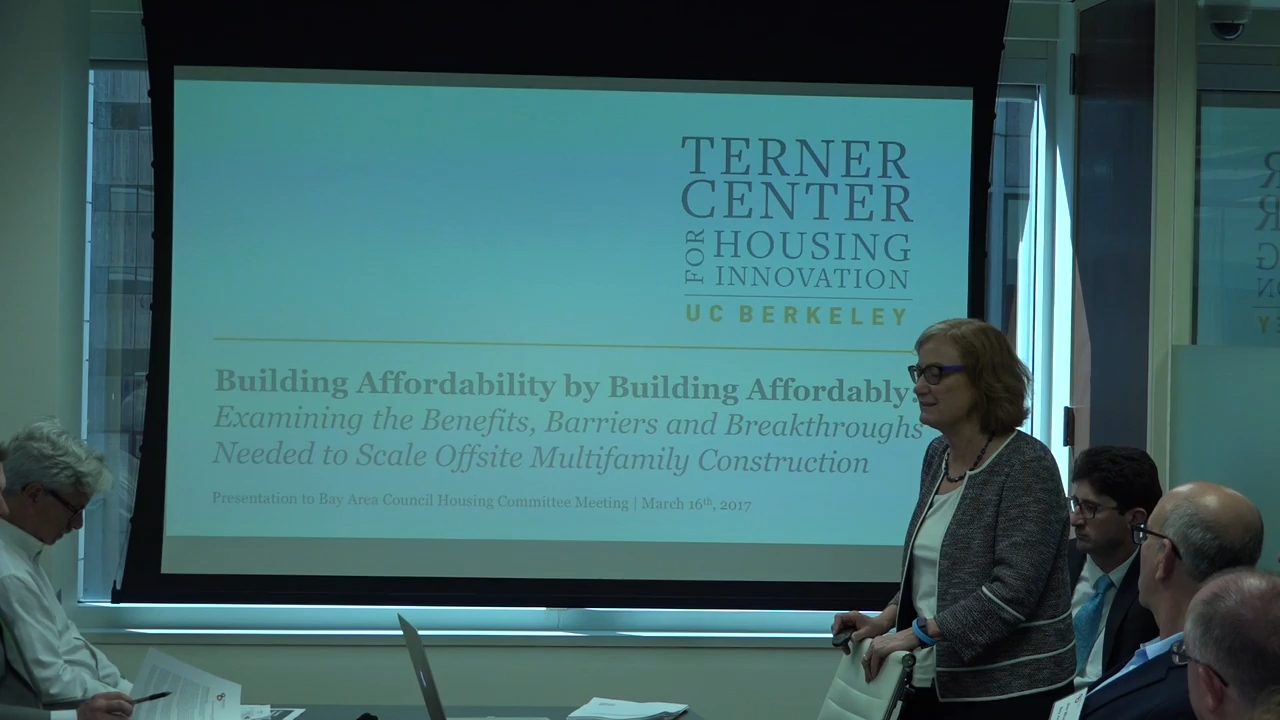 TERNER
CENTER
FOR HOUSING
INNOVATION
UC BERKELEY
Building Affordability by Building Affordably
Examining the Benefits, Barriers and Breakthroughs
Needed to Scale Offsite Multifamily Construction
Presentation to Bay Area Council Housing Committee Meeting | March 16th, 2017